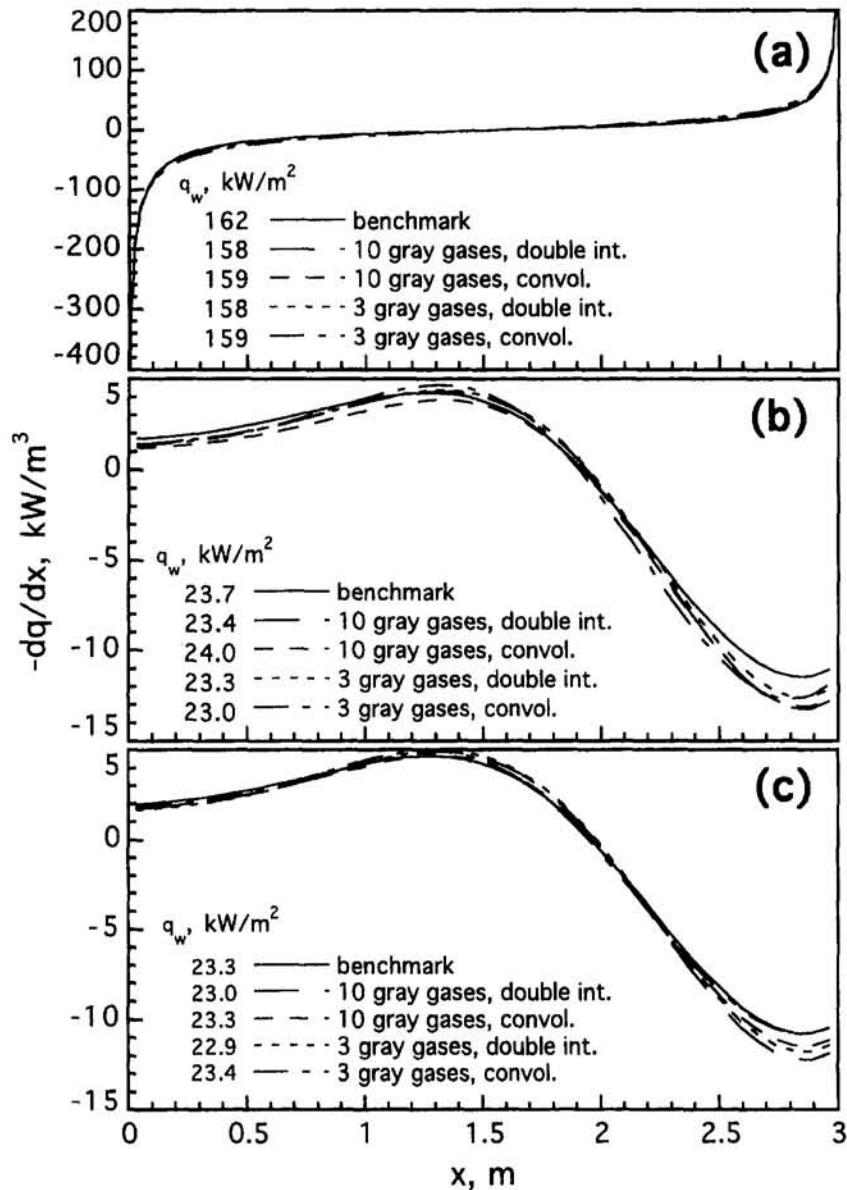 200
(a)
100
0
-100
q_w, kW/m²
162 benchmark
-200
158 10 gray gases, double int.
159 10 gray gases, convol.
-300
158 3 gray gases, double int.
159 3 gray gases, convol.
-400
5
(b)
0
-dq/dx, kW/m³
q_w, kW/m²
-5
23.7 benchmark
23.4 10 gray gases, double int.
-10
24.0 10 gray gases, convol.
23.3 3 gray gases, double int.
23.0 3 gray gases, convol.
-15
5
(c)
0
q_w, kW/m²
-5
23.3 benchmark
23.0 10 gray gases, double int.
-10
23.3 10 gray gases, convol.
22.9 3 gray gases, double int.
23.4 3 gray gases, convol.
-15
0 0.5 1 1.5 2 2.5 3
x, m